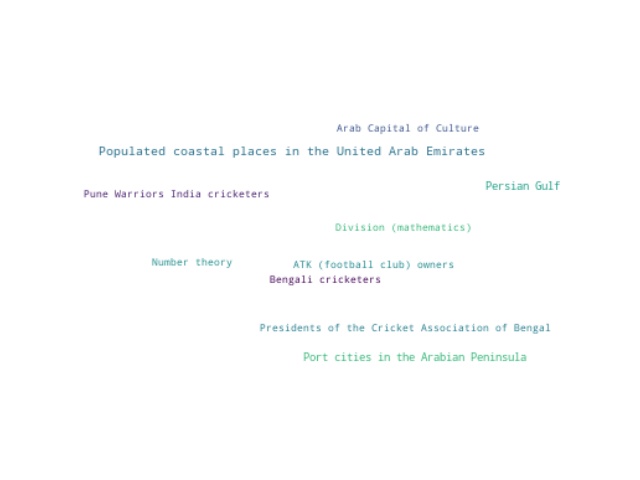 Arab Capital of Culture
Populated coastal places in the United Arab Emirates
Persian Gulf
Pune Warriors India cricketers
Division (mathematics)
Number theory
ATK (football club) owners
Bengali cricketers
Presidents of the Cricket Association of Bengal
Port cities in the Arabian Peninsula